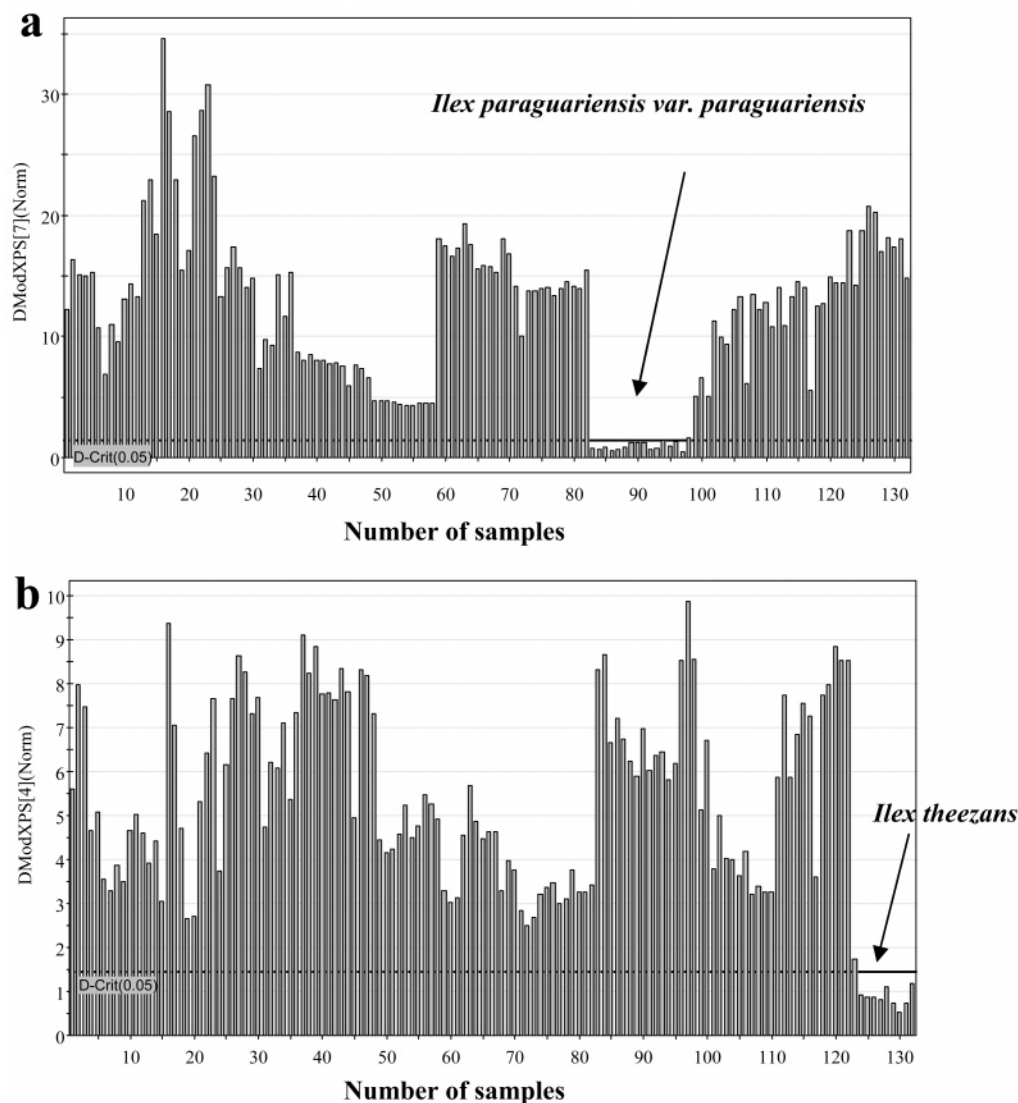 a
30
20
10
0
DModXPS[7](Norm)
Ilex paraguariensis var. paraguariensis
D-Crit(0.05)
10 20 30 40 50 60 70 80 90 100 110 120 130
Number of samples
b
10
9
8
7
6
5
4
3
2
1
0
DModXPS[4](Norm)
Ilex theezans
D-Crit(0.05)
10 20 30 40 50 60 70 80 90 100 110 120 130
Number of samples